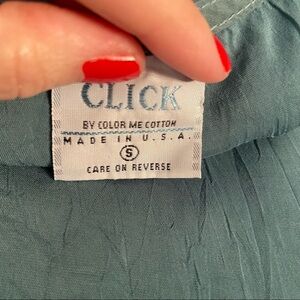 CLICK
BY COLOR ME COTTON
MADE IN U.S.A.
S
CARE ON REVERSE